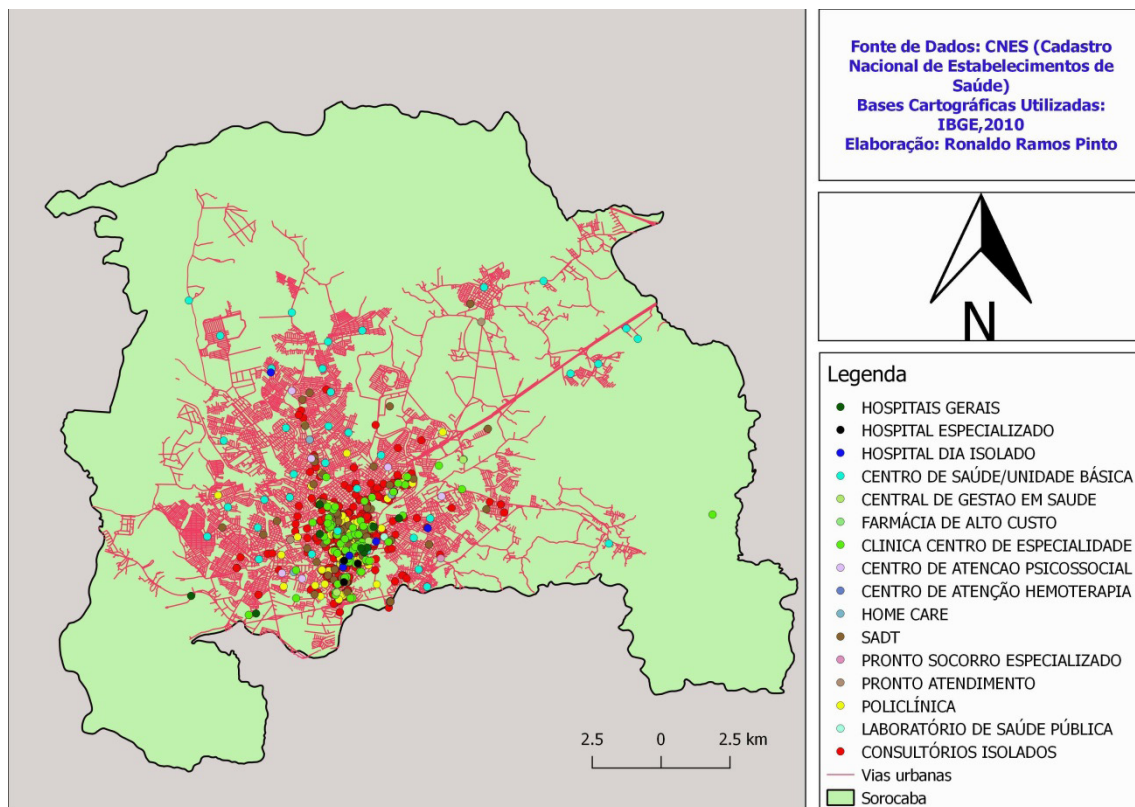 Fonte de Dados: CNES (Cadastro
Nacional de Estabelecimentos de
Saúde)
Bases Cartográficas Utilizadas:
IBGE,2010
Elaboração: Ronaldo Ramos Pinto
N
Legenda
HOSPITAIS GERAIS
HOSPITAL ESPECIALIZADO
HOSPITAL DIA ISOLADO
CENTRO DE SAÚDE/UNIDADE BÁSICA
CENTRAL DE GESTAO EM SAUDE
FARMÁCIA DE ALTO CUSTO
CLINICA CENTRO DE ESPECIALIDADE
CENTRO DE ATENCAO PSICOSSOCIAL
CENTRO DE ATENÇÃO HEMOTERAPIA
HOME CARE
SADT
PRONTO SOCORRO ESPECIALIZADO
PRONTO ATENDIMENTO
POLICLÍNICA
LABORATÓRIO DE SAÚDE PÚBLICA
CONSULTÓRIOS ISOLADOS
Vias urbanas
Sorocaba
2.5 0 2.5 km